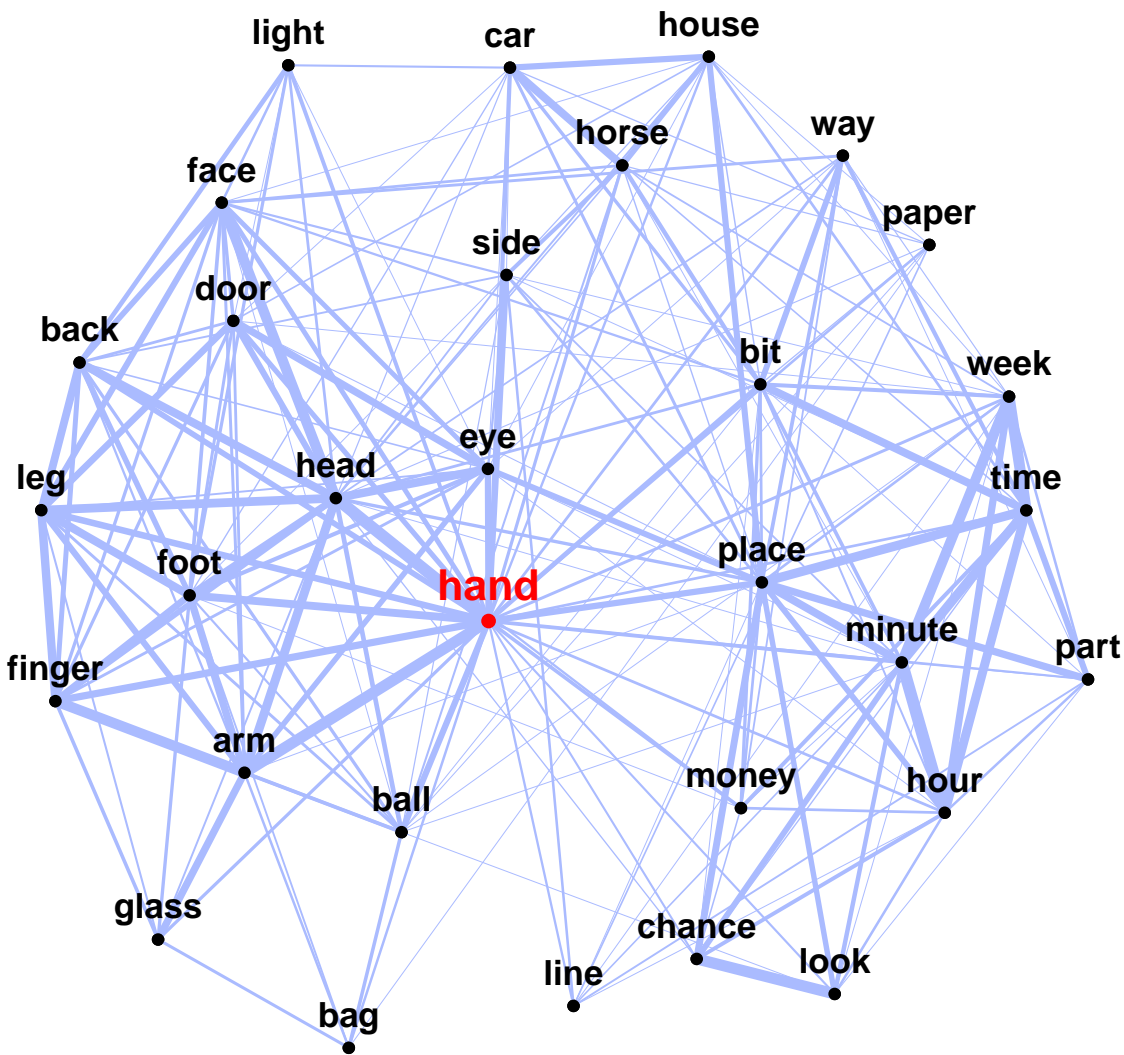 light
car
house
way
horse
face
paper
side
door
back
bit
week
eye
head
leg
time
place
foot
hand
minute
part
finger
arm
money
hour
ball
glass
chance
look
line
bag